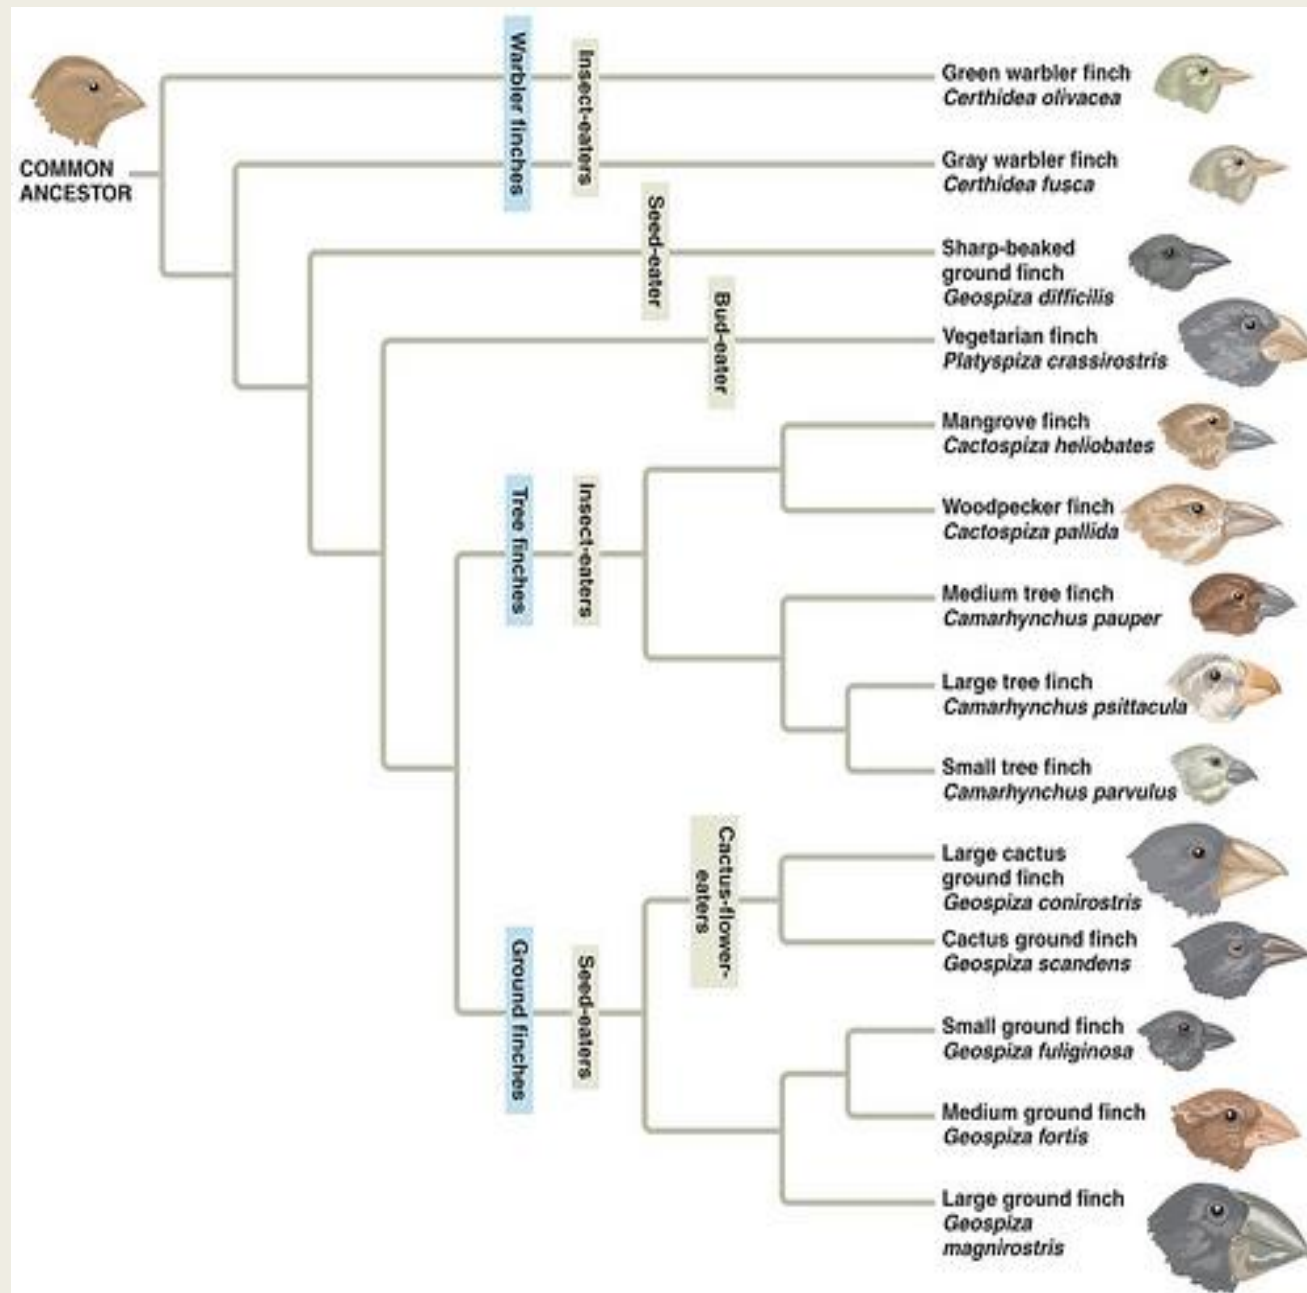 COMMON
ANCESTOR
Warbler finches
Insect-eaters
Green warbler finch
Certhidea olivacea
Gray warbler finch
Certhidea fusca
Seed-eater
Sharp-beaked
ground finch
Geospiza difficilis
Bud-eater
Vegetarian finch
Platyspiza crassirostris
Tree finches
Insect-eaters
Mangrove finch
Cactospiza heliobates
Woodpecker finch
Cactospiza pallida
Medium tree finch
Camarhynchus pauper
Large tree finch
Camarhynchus psittacula
Small tree finch
Camarhynchus parvulus
Ground finches
Seed-eaters
Cactus-flower-
eaters
Large cactus
ground finch
Geospiza conirostris
Cactus ground finch
Geospiza scandens
Small ground finch
Geospiza fuliginosa
Medium ground finch
Geospiza fortis
Large ground finch
Geospiza
magnirostris